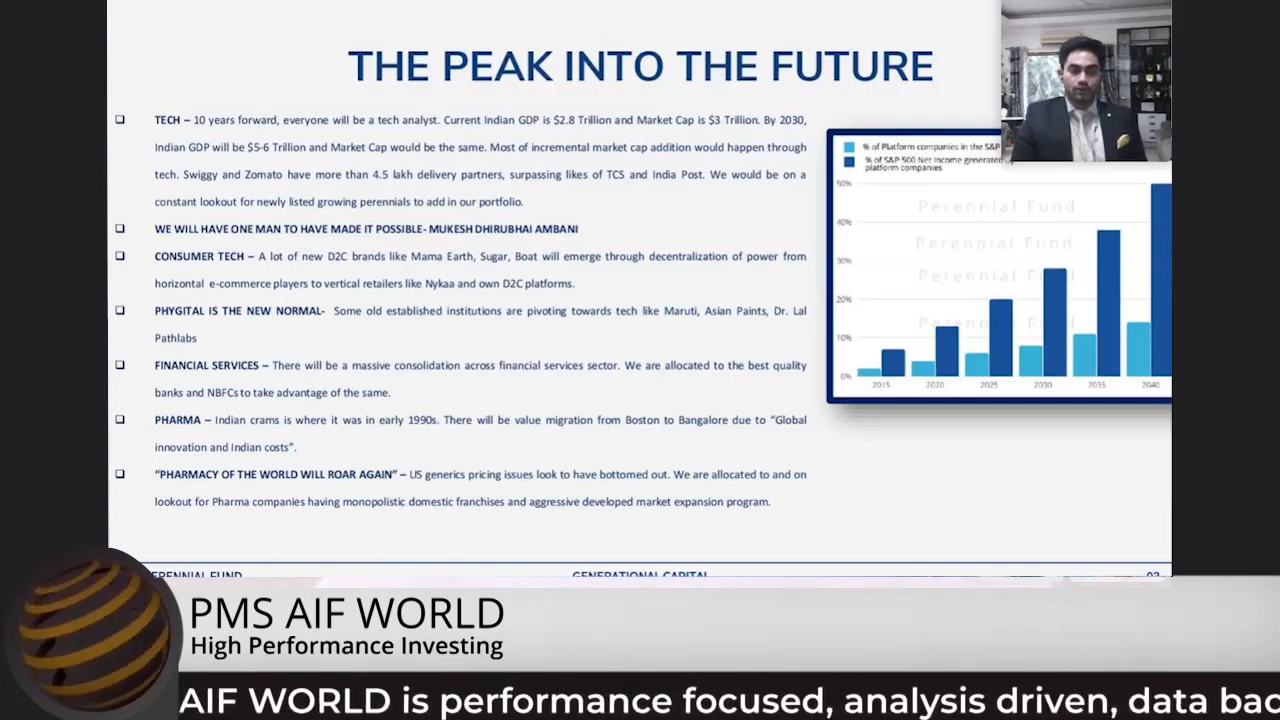 THE PEAK INTO THE FUTURE
❑ TECH – 10 years forward, everyone will be a tech analyst. Current Indian GDP is $2.8 Trillion and Market Cap is $3 Trillion. By 2030,
Indian GDP will be $5-6 Trillion and Market Cap would be the same. Most of incremental market cap addition would happen through
tech. Swiggy and Zomato have more than 4.5 lakh delivery partners, surpassing likes of TCS and India Post. We would be on a
constant lookout for newly listed growing perennials to add in our portfolio.
❑ WE WILL HAVE ONE MAN TO HAVE MADE IT POSSIBLE- MUKESH DHIRUBHAI AMBANI
❑ CONSUMER TECH – A lot of new D2C brands like Mama Earth, Sugar, Boat will emerge through decentralization of power from
horizontal e-commerce players to vertical retailers like Nykaa and own D2C platforms.
❑ PHYGITAL IS THE NEW NORMAL- Some old established institutions are pivoting towards tech like Maruti, Asian Paints, Dr. Lal
Pathlabs
❑ FINANCIAL SERVICES – There will be a massive consolidation across financial services sector. We are allocated to the best quality
banks and NBFCs to take advantage of the same.
❑ PHARMA – Indian crams is where it was in early 1990s. There will be value migration from Boston to Bangalore due to “Global
innovation and Indian costs”.
❑ “PHARMACY OF THE WORLD WILL ROAR AGAIN” – US generics pricing issues look to have bottomed out. We are allocated to and on
lookout for Pharma companies having monopolistic domestic franchises and aggressive developed market expansion program.
% of Platform companies in the S&P
% of S&P 500 Net Income generated
platform companies
50%
40%
30%
20%
10%
0%
Perennial Fund
Perennial Fund
Perennial Fund
Perennial Fund
2015 2020 2025 2030 2035 2040
PERENNIAL FUND GENERATIONAL CAPITAL
PMS AIF WORLD
High Performance Investing
AIF WORLD is performance focused, analysis driven, data bac